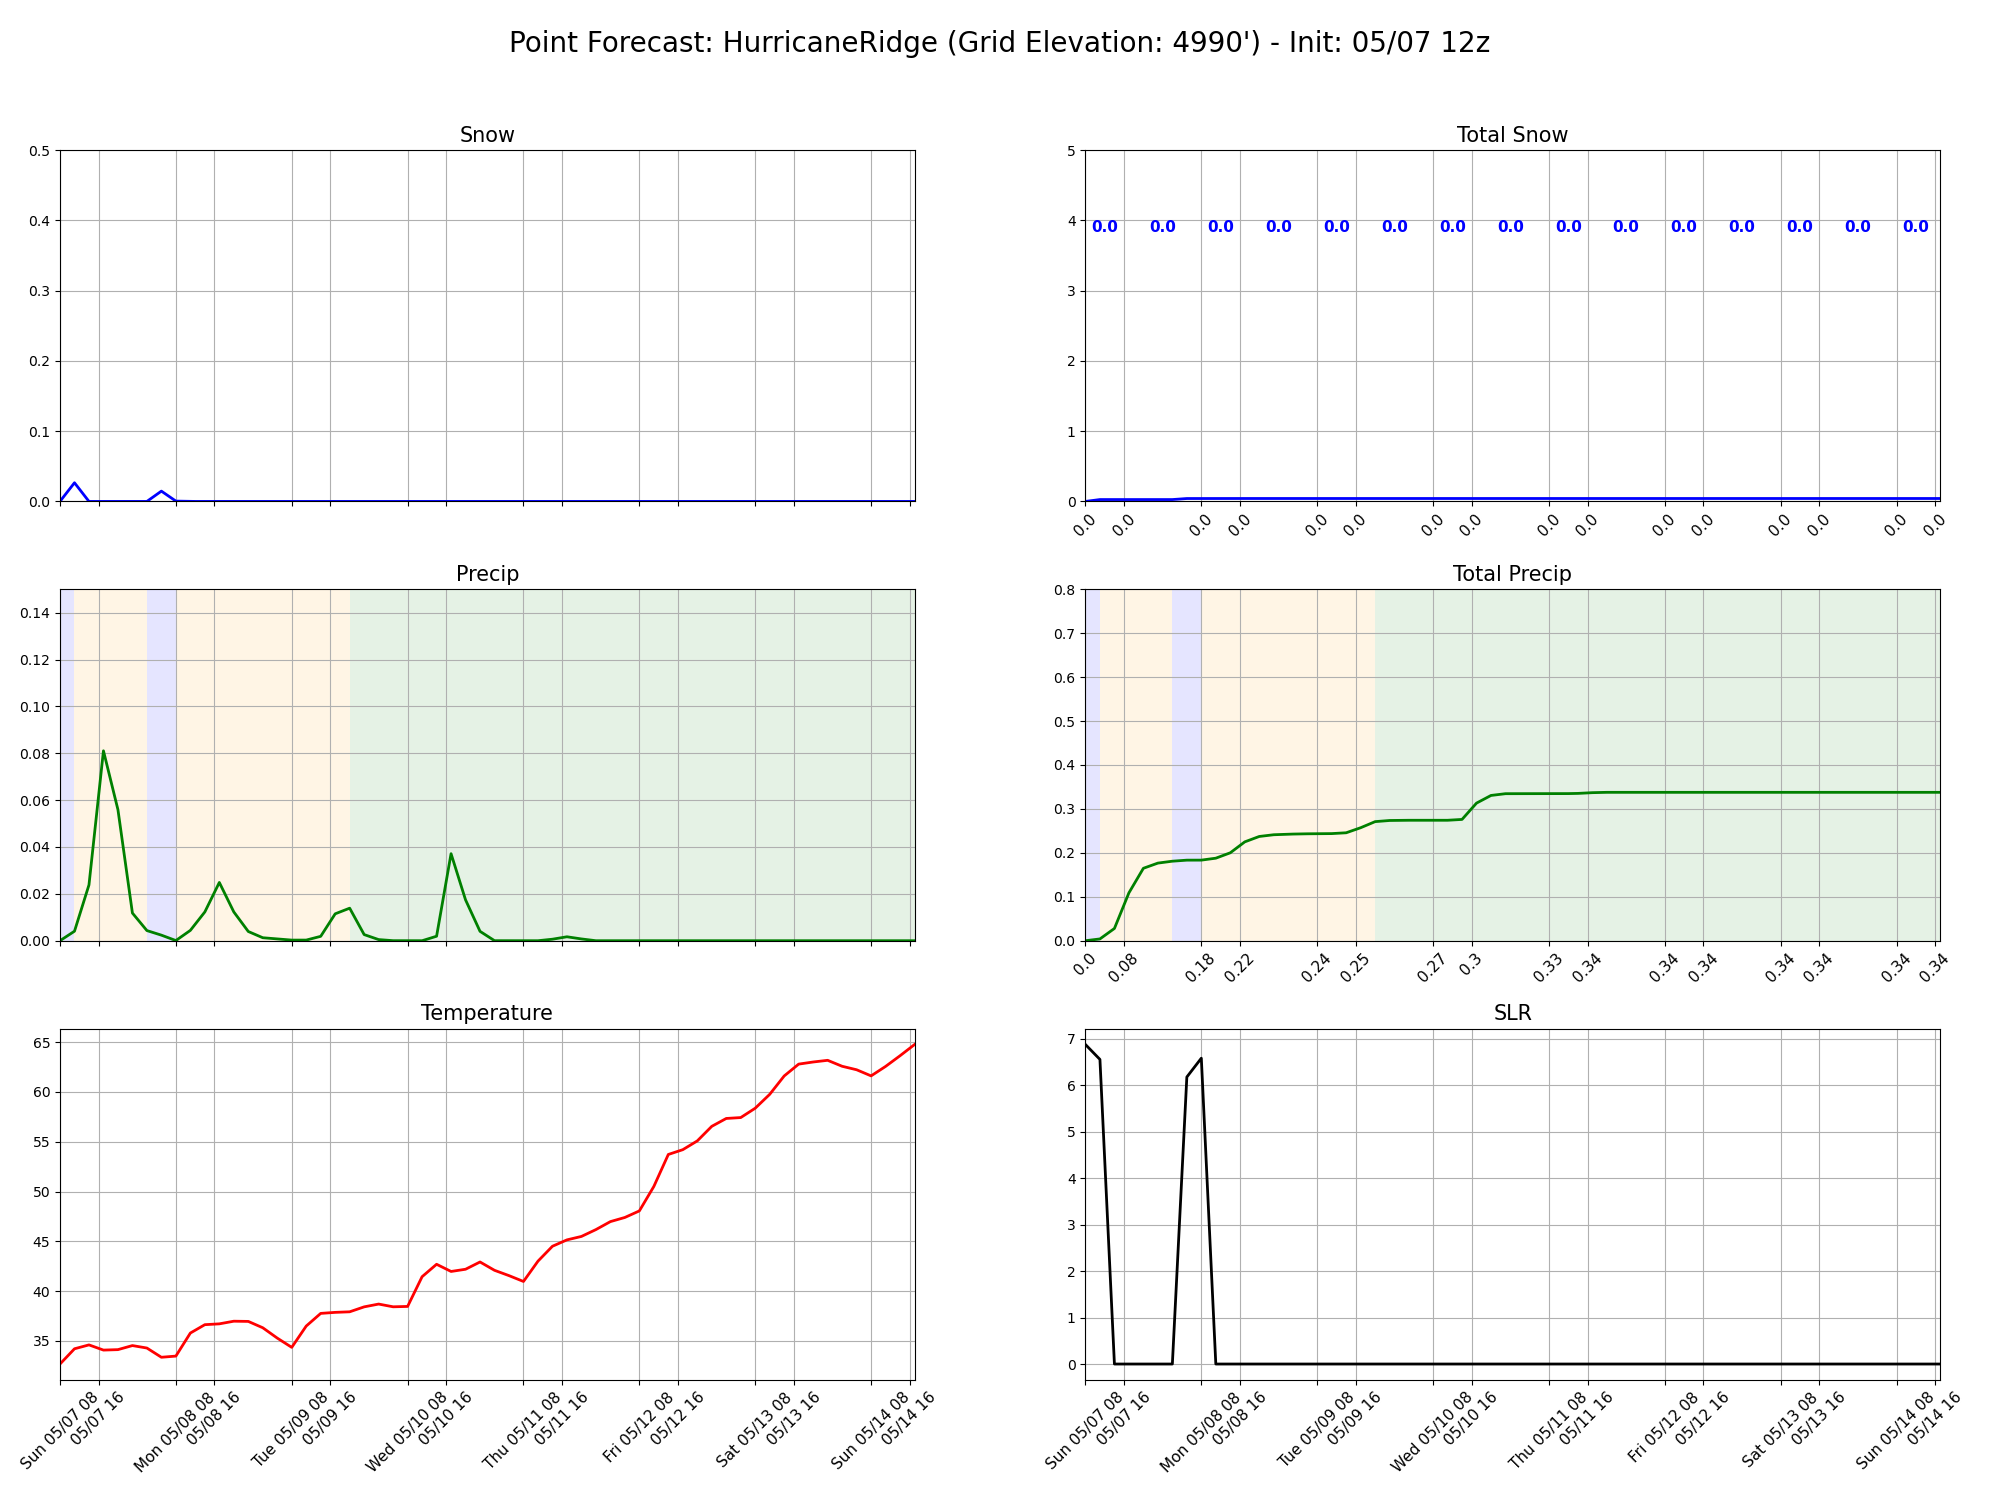 Point Forecast: HurricaneRidge (Grid Elevation: 4990') - Init: 05/07 12z
Snow
0.5
0.4
0.3
0.2
0.1
0.0
Total Snow
5
4
3
2
1
0
0.0 0.0 0.0 0.0 0.0 0.0 0.0 0.0 0.0 0.0 0.0 0.0 0.0 0.0 0.0
0.0 0.0 0.0 0.0 0.0 0.0 0.0 0.0 0.0 0.0 0.0 0.0 0.0 0.0 0.0 0.0
Precip
0.14
0.12
0.10
0.08
0.06
0.04
0.02
0.00
Total Precip
0.8
0.7
0.6
0.5
0.4
0.3
0.2
0.1
0.0
0.0 0.08 0.18 0.22 0.24 0.25 0.27 0.3 0.33 0.34 0.34 0.34 0.34 0.34 0.34 0.34
Temperature
65
60
55
50
45
40
35
Sun 05/07 08
05/07 16
Mon 05/08 08
05/08 16
Tue 05/09 08
05/09 16
Wed 05/10 08
05/10 16
Thu 05/11 08
05/11 16
Fri 05/12 08
05/12 16
Sat 05/13 08
05/13 16
Sun 05/14 08
05/14 16
SLR
7
6
5
4
3
2
1
0
Sun 05/07 08
05/07 16
Mon 05/08 08
05/08 16
Tue 05/09 08
05/09 16
Wed 05/10 08
05/10 16
Thu 05/11 08
05/11 16
Fri 05/12 08
05/12 16
Sat 05/13 08
05/13 16
Sun 05/14 08
05/14 16